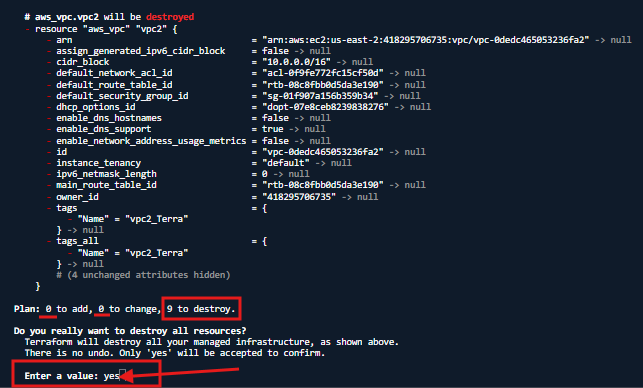 # aws_vpc.vpc2 will be destroyed
- resource "aws_vpc" "vpc2" {
- arn = "arn:aws:ec2:us-east-2:418295706735:vpc/vpc-0dedc465053236fa2" -> null
- assign_generated_ipv6_cidr_block = false -> null
- cidr_block = "10.0.0.0/16" -> null
- default_network_acl_id = "acl-0f9fe772fc15cf50d" -> null
- default_route_table_id = "rtb-08c8fbb0d5da3e190" -> null
- default_security_group_id = "sg-01f907a156b359b34" -> null
- dhcp_options_id = "dopt-07e8ceb8239838276" -> null
- enable_dns_hostnames = false -> null
- enable_dns_support = true -> null
- enable_network_address_usage_metrics = false -> null
- id = "vpc-0dedc465053236fa2" -> null
- instance_tenancy = "default" -> null
- ipv6_netmask_length = 0 -> null
- main_route_table_id = "rtb-08c8fbb0d5da3e190" -> null
- owner_id = "418295706735" -> null
- tags = {
- "Name" = "vpc2_Terra"
} -> null
- tags_all = {
- "Name" = "vpc2_Terra"
} -> null
# (4 unchanged attributes hidden)
}
Plan: 0 to add, 0 to change, 9 to destroy.
Do you really want to destroy all resources?
Terraform will destroy all your managed infrastructure, as shown above.
There is no undo. Only 'yes' will be accepted to confirm.
Enter a value: yes